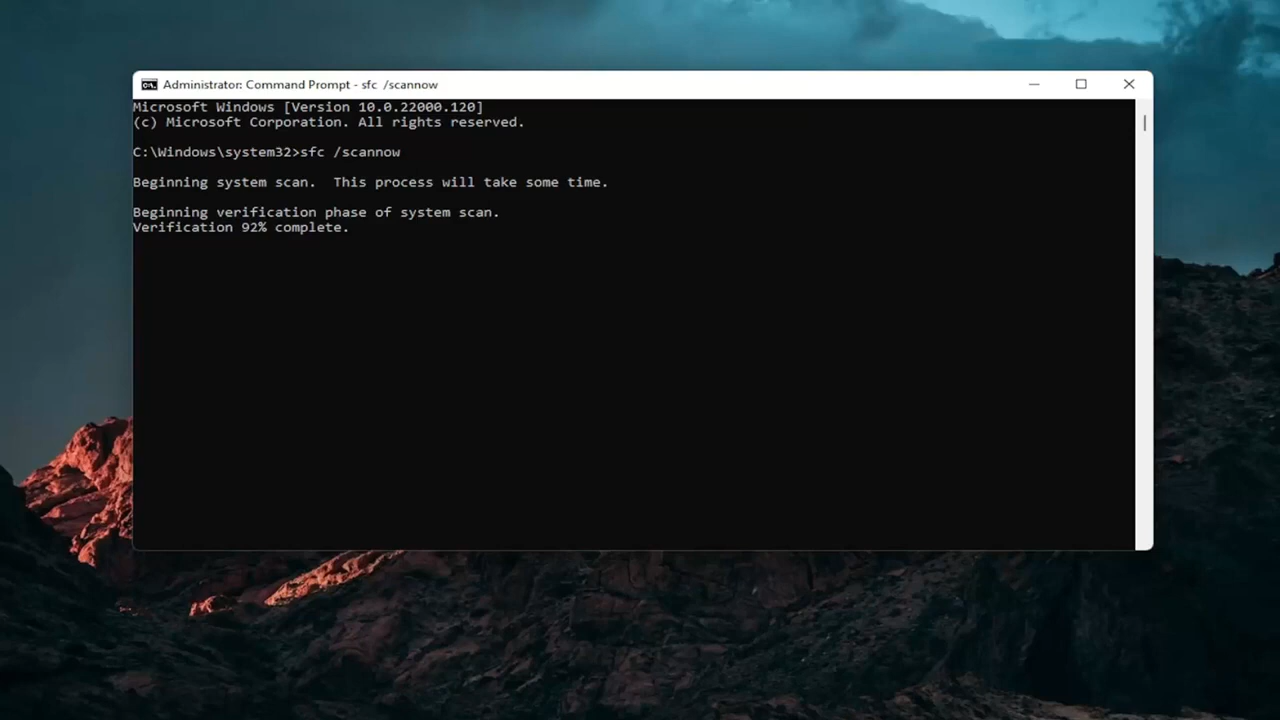 Administrator: Command Prompt - sfc  /scannow
Microsoft Windows [Version 10.0.22000.120]
(c) Microsoft Corporation. All rights reserved.
C:\Windows\system32>sfc /scannow
Beginning system scan.  This process will take some time.
Beginning verification phase of system scan.
Verification 92% complete.